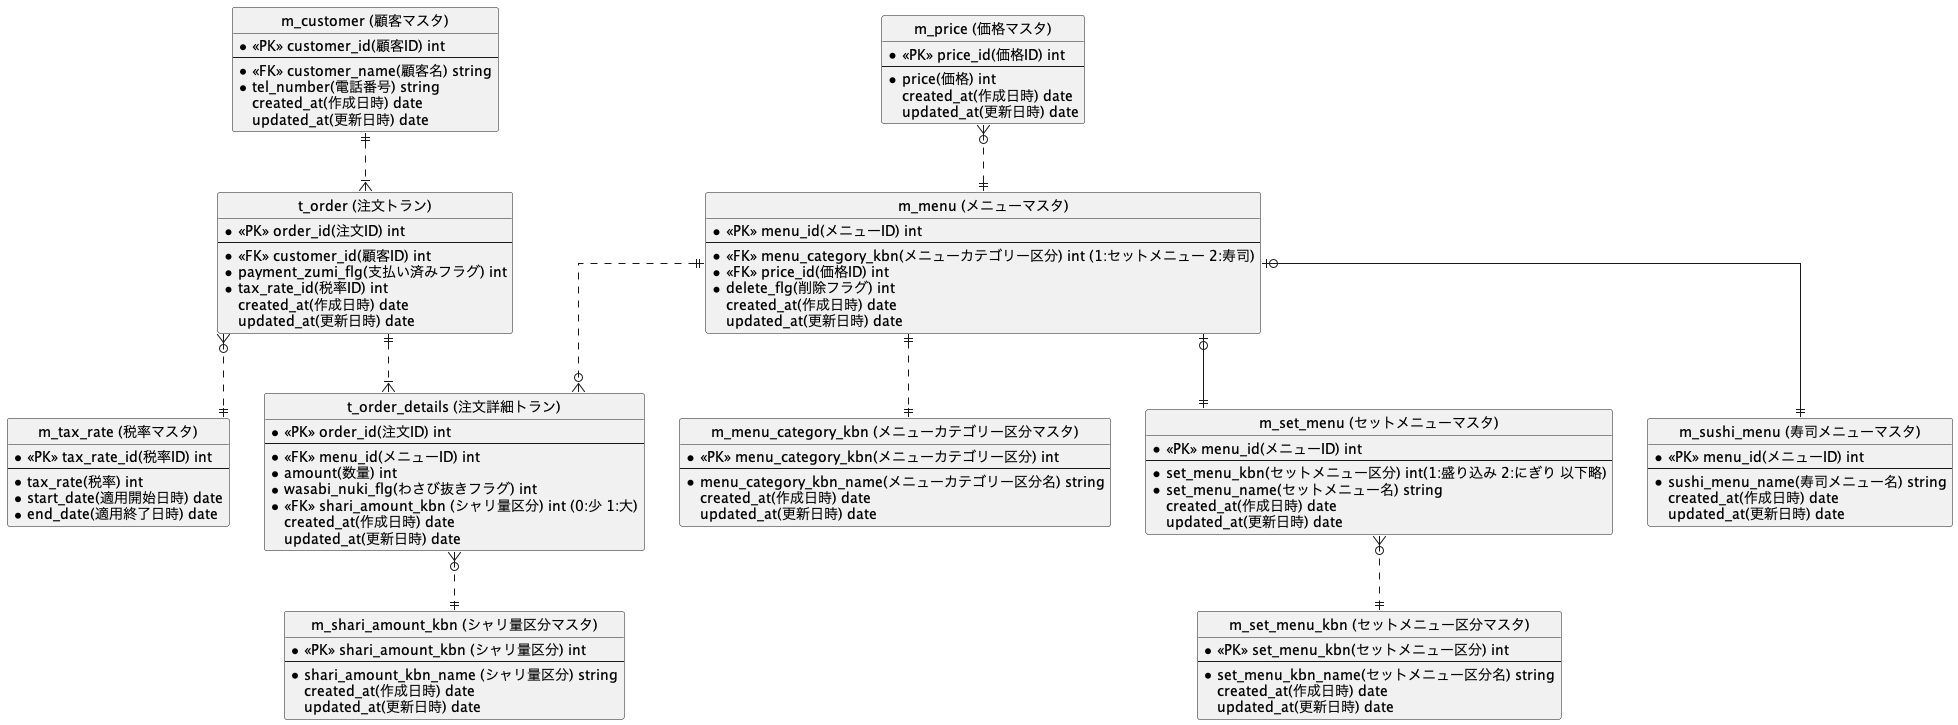 m_customer (顧客マスタ)
«PK» customer_id(顧客ID) int
«FK» customer_name(顧客名) string
tel_number(電話番号) string
created_at(作成日時) date
updated_at(更新日時) date
m_price (価格マスタ)
«PK» price_id(価格ID) int
price(価格) int
created_at(作成日時) date
updated_at(更新日時) date
t_order (注文トラン)
«PK» order_id(注文ID) int
«FK» customer_id(顧客ID) int
payment_zumi_flg(支払い済みフラグ) int
tax_rate_id(税率ID) int
created_at(作成日時) date
updated_at(更新日時) date
m_menu (メニューマスタ)
«PK» menu_id(メニューID) int
«FK» menu_category_kbn(メニューカテゴリー区分) int (1:セットメニュー 2:寿司)
«FK» price_id(価格ID) int
delete_flg(削除フラグ) int
created_at(作成日時) date
updated_at(更新日時) date
m_tax_rate (税率マスタ)
«PK» tax_rate_id(税率ID) int
tax_rate(税率) int
start_date(適用開始日時) date
end_date(適用終了日時) date
t_order_details (注文詳細トラン)
«PK» order_id(注文ID) int
«FK» menu_id(メニューID) int
amount(数量) int
wasabi_nuki_flg(わさび抜きフラグ) int
«FK» shari_amount_kbn (シャリ量区分) int (0:少 1:大)
created_at(作成日時) date
updated_at(更新日時) date
m_menu_category_kbn (メニューカテゴリー区分マスタ)
«PK» menu_category_kbn(メニューカテゴリー区分) int
menu_category_kbn_name(メニューカテゴリー区分名) string
created_at(作成日時) date
updated_at(更新日時) date
m_set_menu (セットメニューマスタ)
«PK» menu_id(メニューID) int
set_menu_kbn(セットメニュー区分) int(1:盛り込み 2:にぎり 以下略)
set_menu_name(セットメニュー名) string
created_at(作成日時) date
updated_at(更新日時) date
m_sushi_menu (寿司メニューマスタ)
«PK» menu_id(メニューID) int
sushi_menu_name(寿司メニュー名) string
created_at(作成日時) date
updated_at(更新日時) date
m_shari_amount_kbn (シャリ量区分マスタ)
«PK» shari_amount_kbn (シャリ量区分) int
shari_amount_kbn_name (シャリ量区分) string
created_at(作成日時) date
updated_at(更新日時) date
m_set_menu_kbn (セットメニュー区分マスタ)
«PK» set_menu_kbn(セットメニュー区分) int
set_menu_kbn_name(セットメニュー区分名) string
created_at(作成日時) date
updated_at(更新日時) date